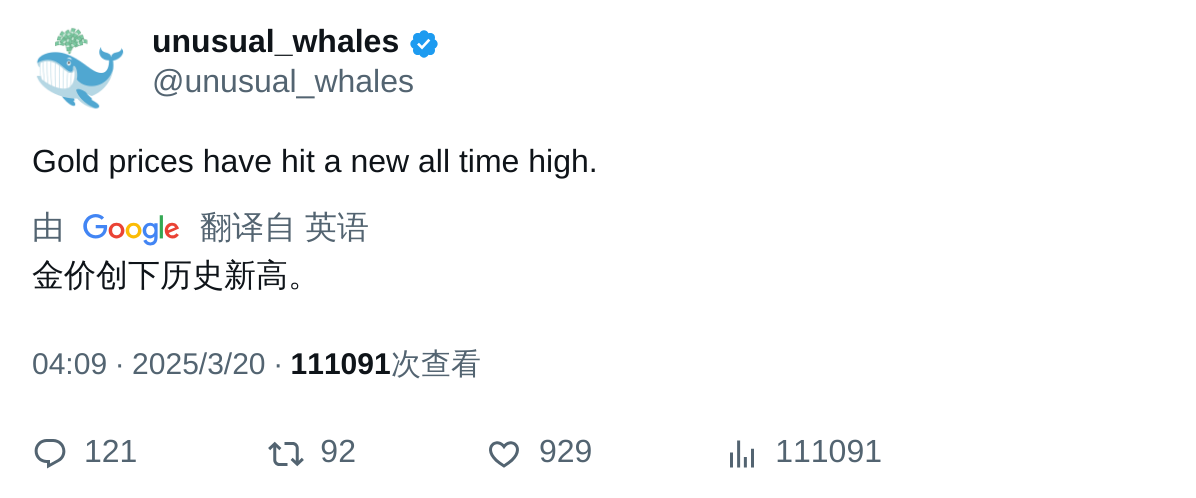 unusual_whales
@unusual_whales
Gold prices have hit a new all time high.
由 Google 翻译自 英语
金价创下历史新高。
04:09 · 2025/3/20 · 111091次查看
121 92 929 111091